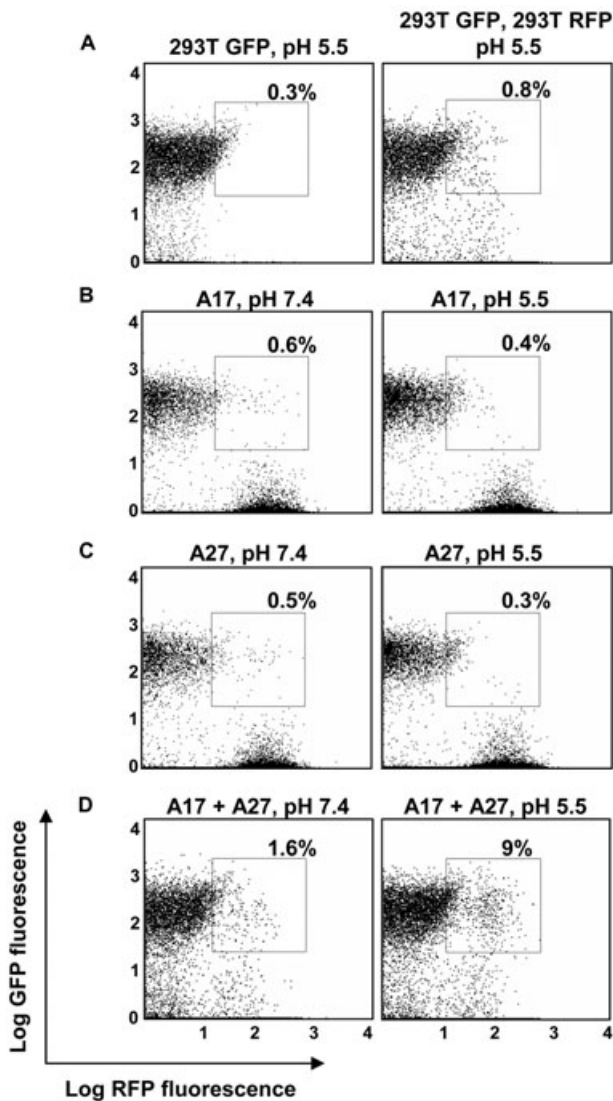 A
293T GFP, pH 5.5
293T GFP, 293T RFP
pH 5.5
4
3
2
1
0
0.3%
0.8%
B
A17, pH 7.4
A17, pH 5.5
4
3
2
1
0
0.6%
0.4%
C
A27, pH 7.4
A27, pH 5.5
4
3
2
1
0
0.5%
0.3%
D
A17 + A27, pH 7.4
A17 + A27, pH 5.5
4
3
2
1
0
1.6%
9%
1 2 3 4
1 2 3 4
Log GFP fluorescence
Log RFP fluorescence